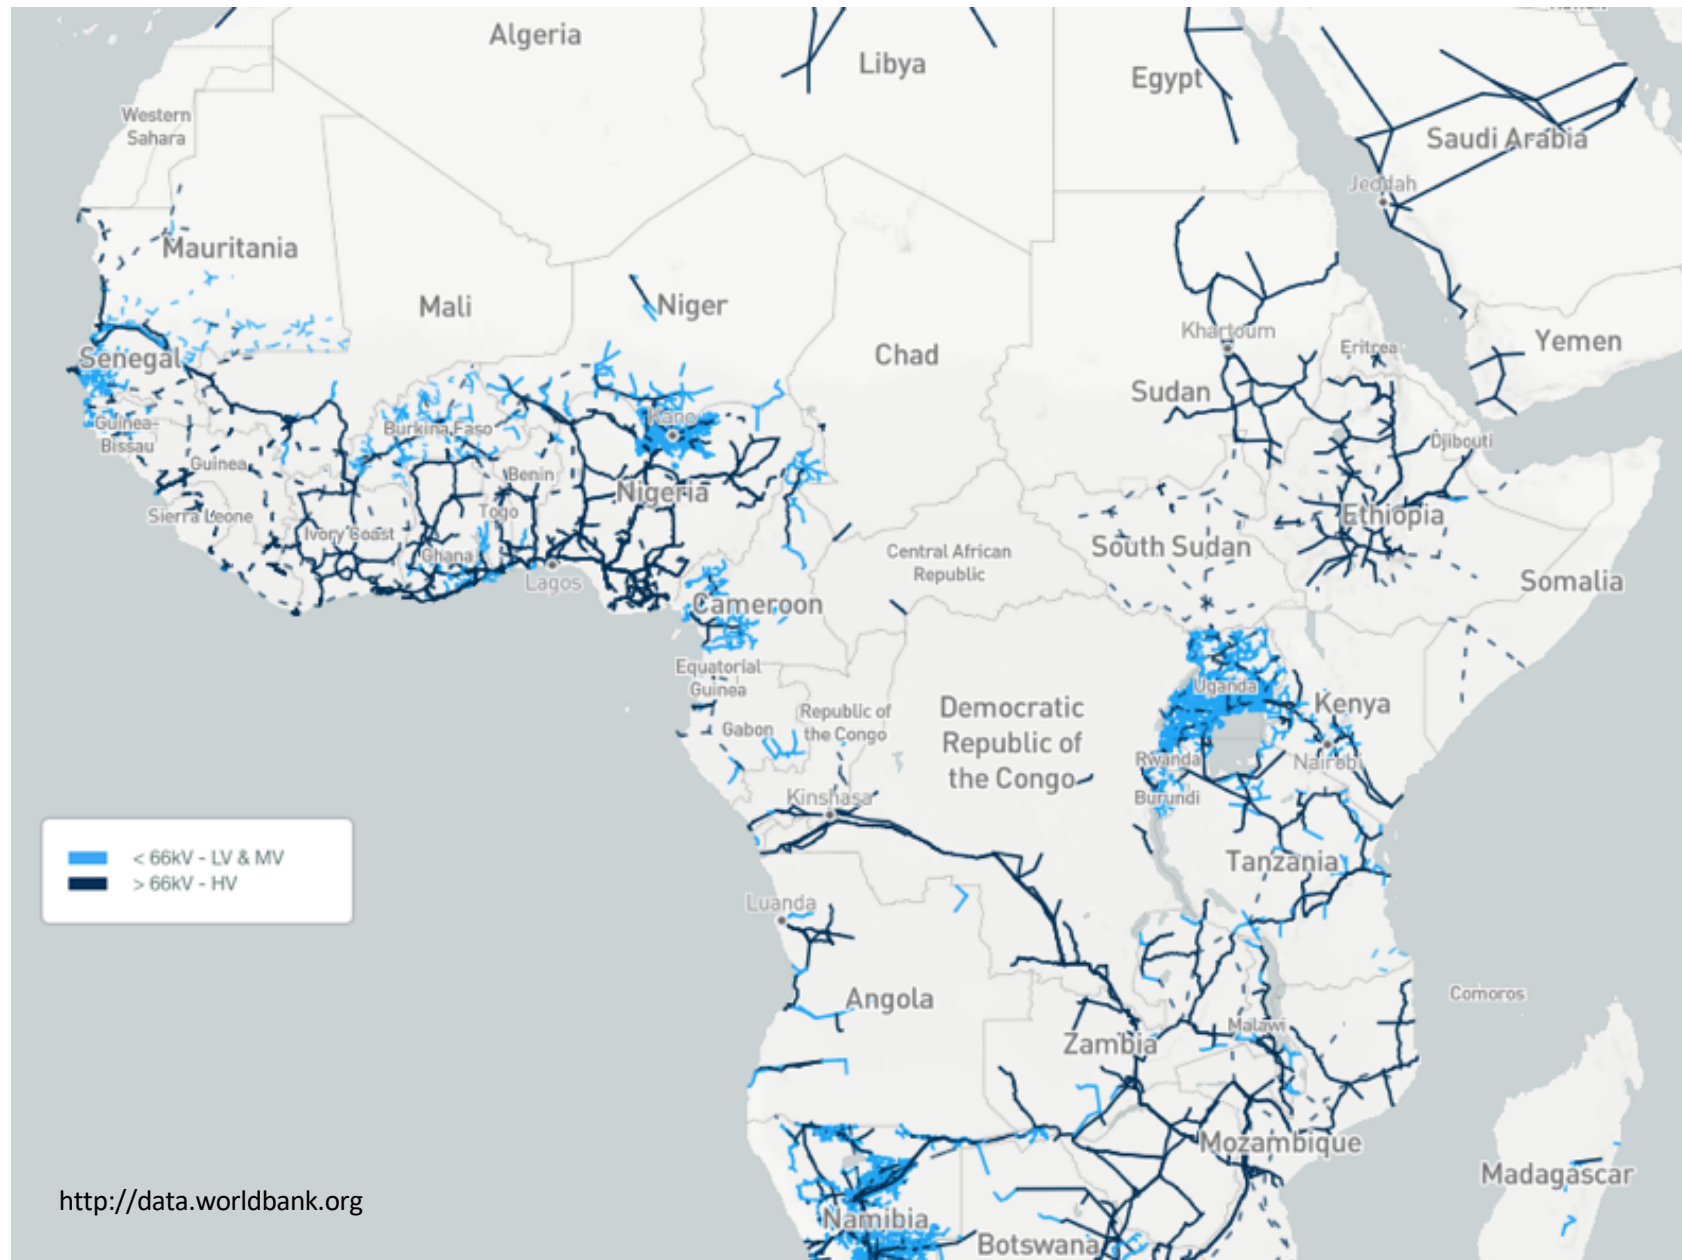 Algeria
Libya
Egypt
Western
Sahara
Saudi Arabia
Jeddah
Mauritania
Mali
Niger
Chad
Khartoum
Eritrea
Yemen
Senegal
Sudan
Kano
Guinea-
Bissau
Burkina Faso
Djibouti
Guinea
Benin
Nigeria
Sierra Leone
Togo
Ivory Coast
Ghana
Ethiopia
Lagos
Central African
Republic
South Sudan
Somalia
Cameroon
Equatorial
Guinea
Uganda
Gabon
Republic of
the Congo
Democratic
Republic of
the Congo
Kenya
Rwanda
Nairobi
Kinshasa
Burundi
< 66kV - LV & MV
> 66kV - HV
Tanzania
Luanda
Angola
Comoros
Malawi
Zambia
Mozambique
Madagascar
http://data.worldbank.org
Namibia
Botswana